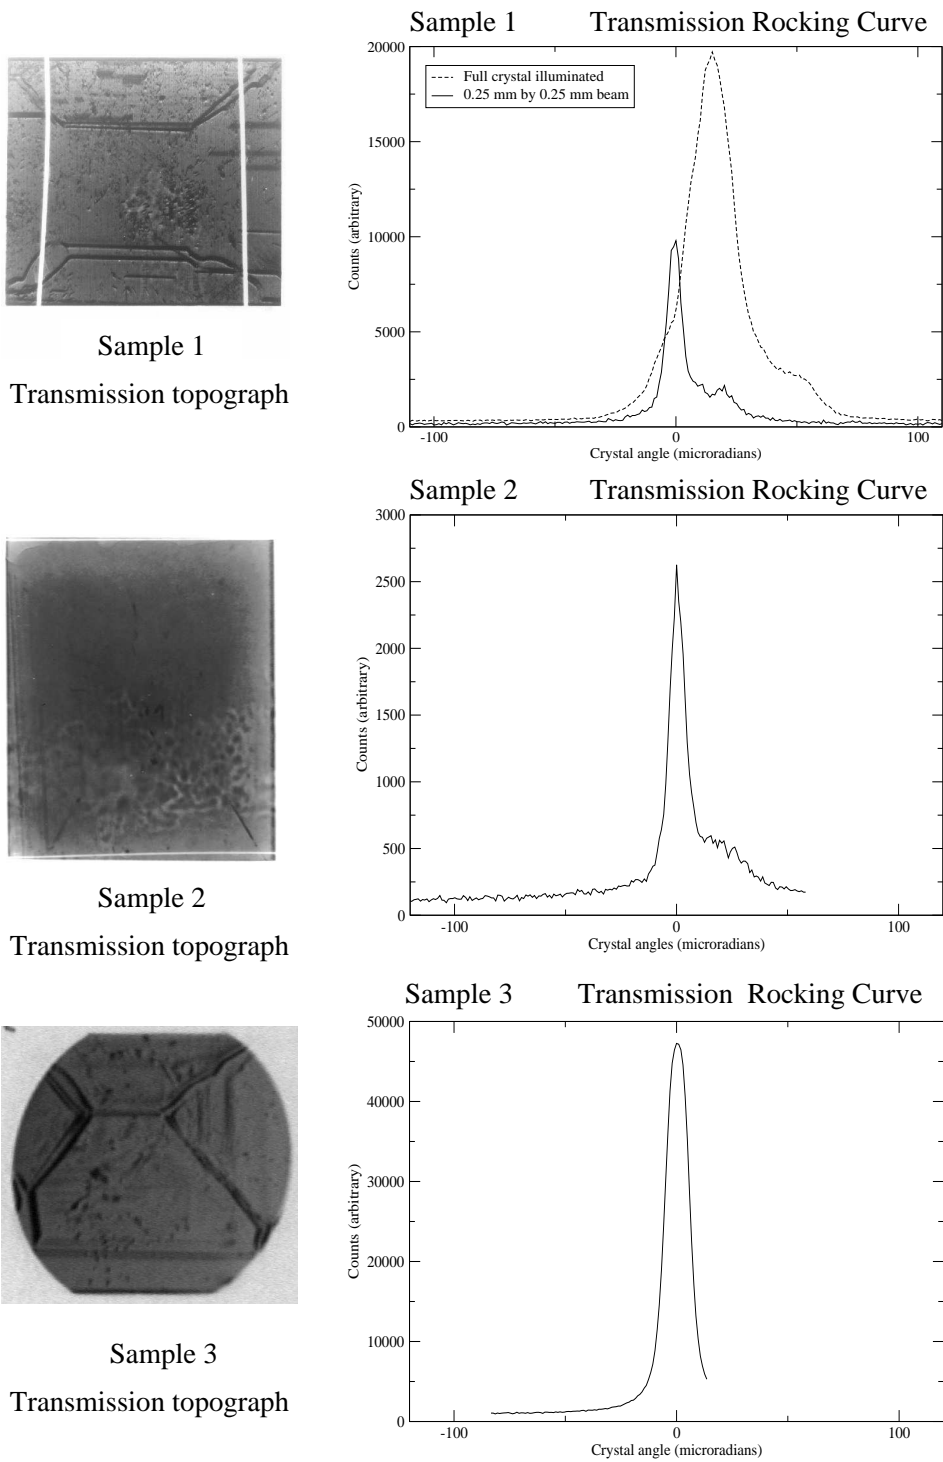 Sample 1 Transmission Rocking Curve
20000
15000
10000
5000
0
Counts (arbitrary)
Full crystal illuminated
0.25 mm by 0.25 mm beam
-100 0 100
Crystal angle (microradians)
Sample 1
Transmission topograph
Sample 2 Transmission Rocking Curve
3000
2500
2000
1500
1000
500
0
Counts (arbitrary)
-100 0 100
Crystal angles (microradians)
Sample 2
Transmission topograph
Sample 3 Transmission Rocking Curve
50000
40000
30000
20000
10000
0
Counts (arbitrary)
-100 0 100
Crystal angle (microradians)
Sample 3
Transmission topograph